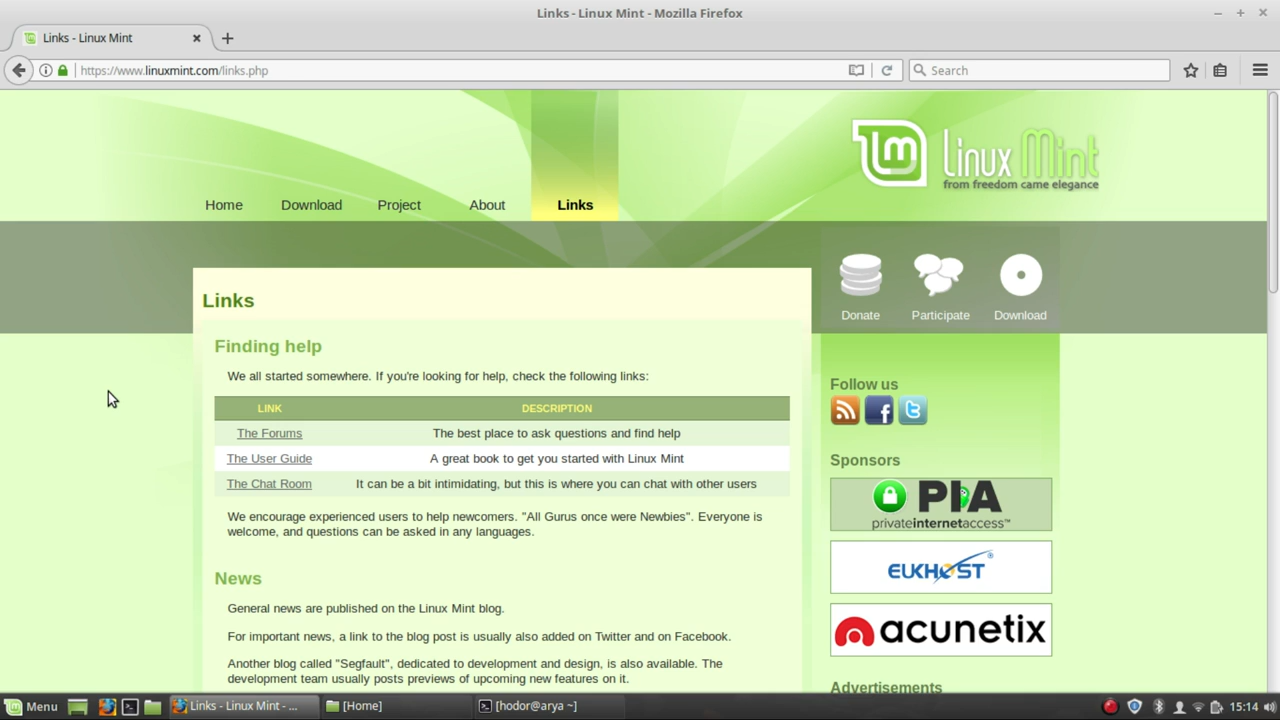 Links - Linux Mint - Mozilla Firefox
Links - Linux Mint
https://www.linuxmint.com/links.php
Search
Linux Mint
from freedom came elegance
Home Download Project About Links
Donate Participate Download
Links
Finding help
We all started somewhere. If you're looking for help, check the following links:
LINK DESCRIPTION
The Forums The best place to ask questions and find help
The User Guide A great book to get you started with Linux Mint
The Chat Room It can be a bit intimidating, but this is where you can chat with other users
We encourage experienced users to help newcomers. "All Gurus once were Newbies". Everyone is
welcome, and questions can be asked in any languages.
News
General news are published on the Linux Mint blog.
For important news, a link to the blog post is usually also added on Twitter and on Facebook.
Another blog called "Segfault", dedicated to development and design, is also available. The
development team usually posts previews of upcoming new features on it.
Follow us
Sponsors
PIA
privateinternetaccess™
EUKHOST®
acunetix
Advertisements
Menu
Links - Linux Mint - ...
[Home]
[hodor@arya ~]
15:14